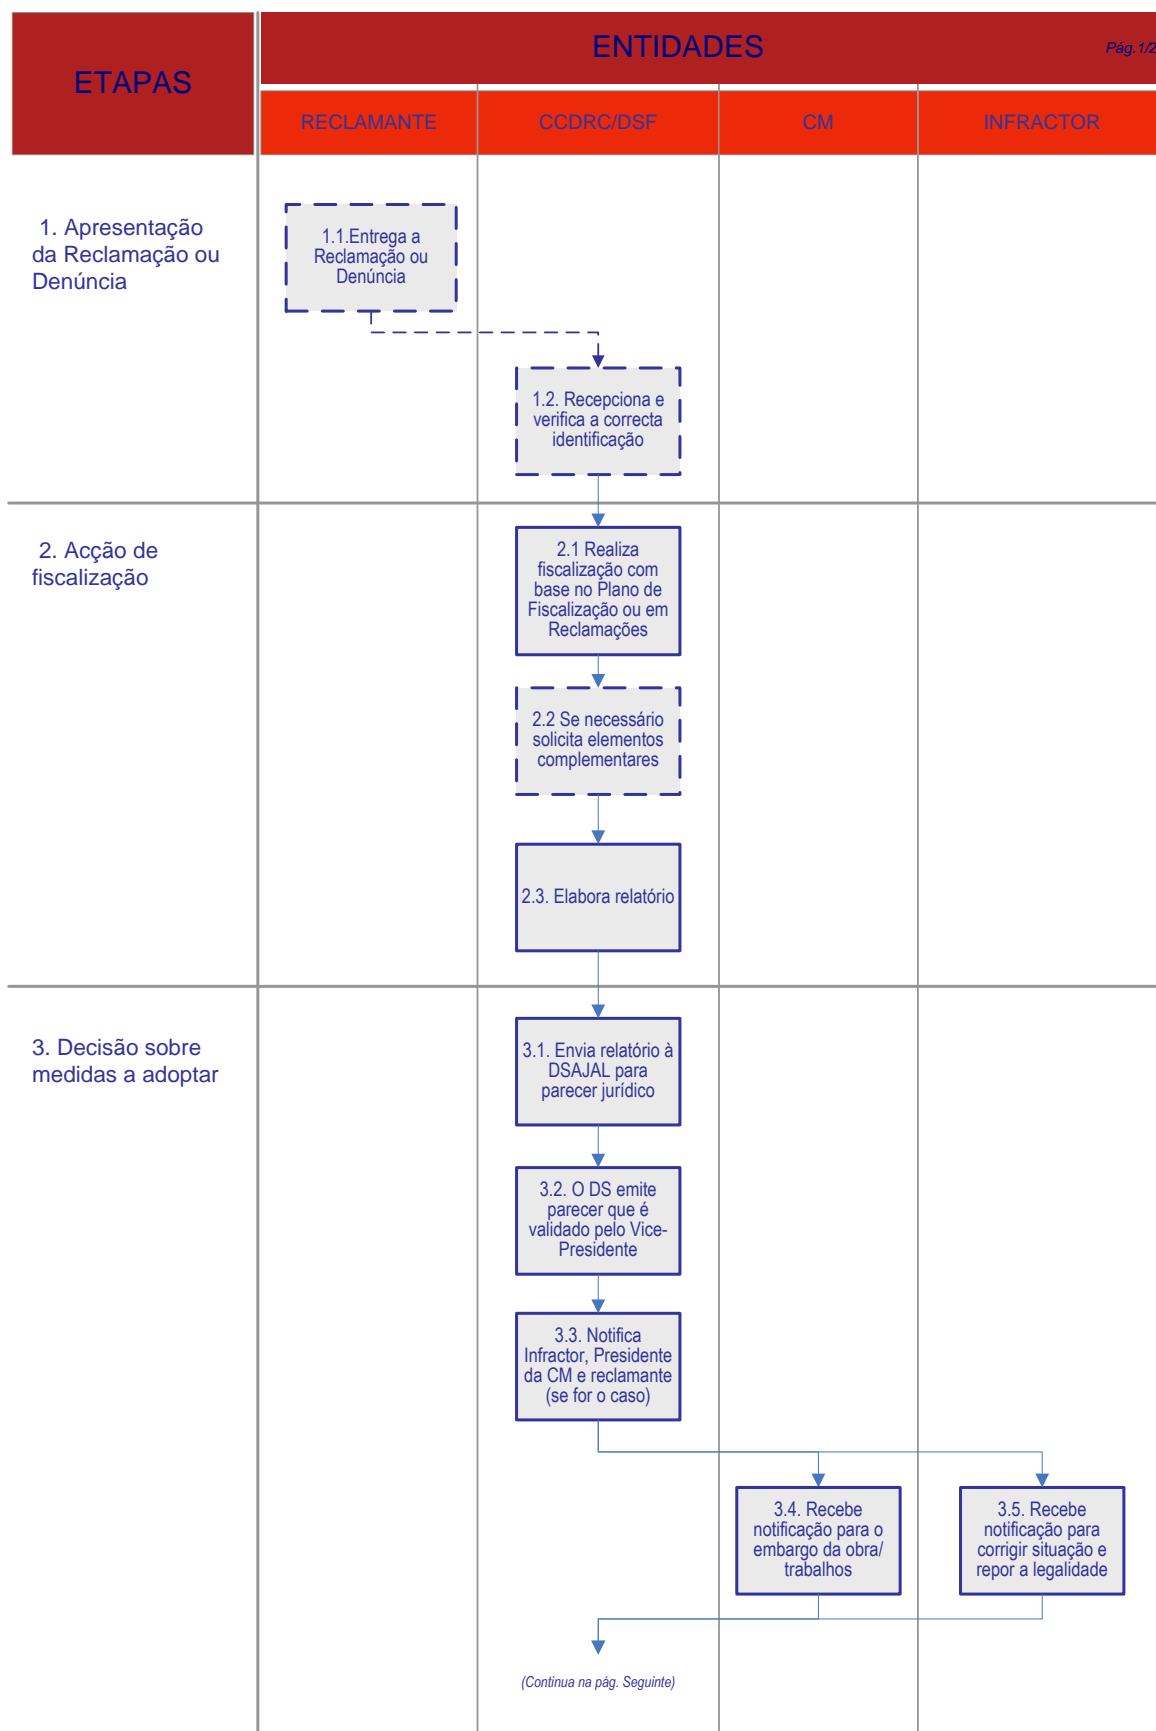 ETAPAS
ENTIDADES
Pág.1/2
RECLAMANTE
CCDRC/DSF
CM
INFRACTOR
1. Apresentação
da Reclamação ou
Denúncia
1.1.Entrega a
Reclamação ou
Denúncia
1.2. Recepciona e
verifica a correcta
identificação
2. Acção de
fiscalização
2.1 Realiza
fiscalização com
base no Plano de
Fiscalização ou em
Reclamações
2.2 Se necessário
solicita elementos
complementares
2.3. Elabora relatório
3. Decisão sobre
medidas a adoptar
3.1. Envia relatório à
DSAJAL para
parecer jurídico
3.2. O DS emite
parecer que é
validado pelo Vice-
Presidente
3.3. Notifica
Infractor, Presidente
da CM e reclamante
(se for o caso)
3.4. Recebe
notificação para o
embargo da obra/
trabalhos
3.5. Recebe
notificação para
corrigir situação e
repor a legalidade
(Continua na pág. Seguinte)